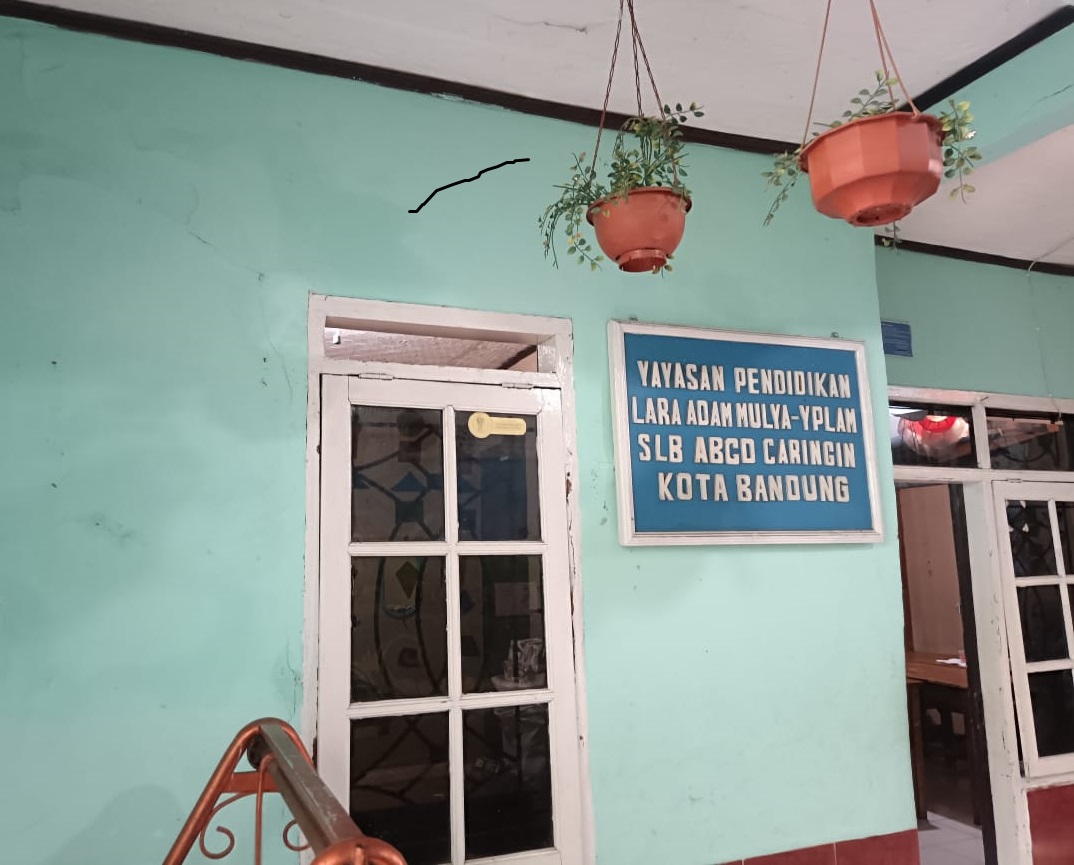 YAYASAN PENDIDIKAN
LARA ADAM MULYA-YPLAM
SLB ABCD CARINGIN
KOTA BANDUNG